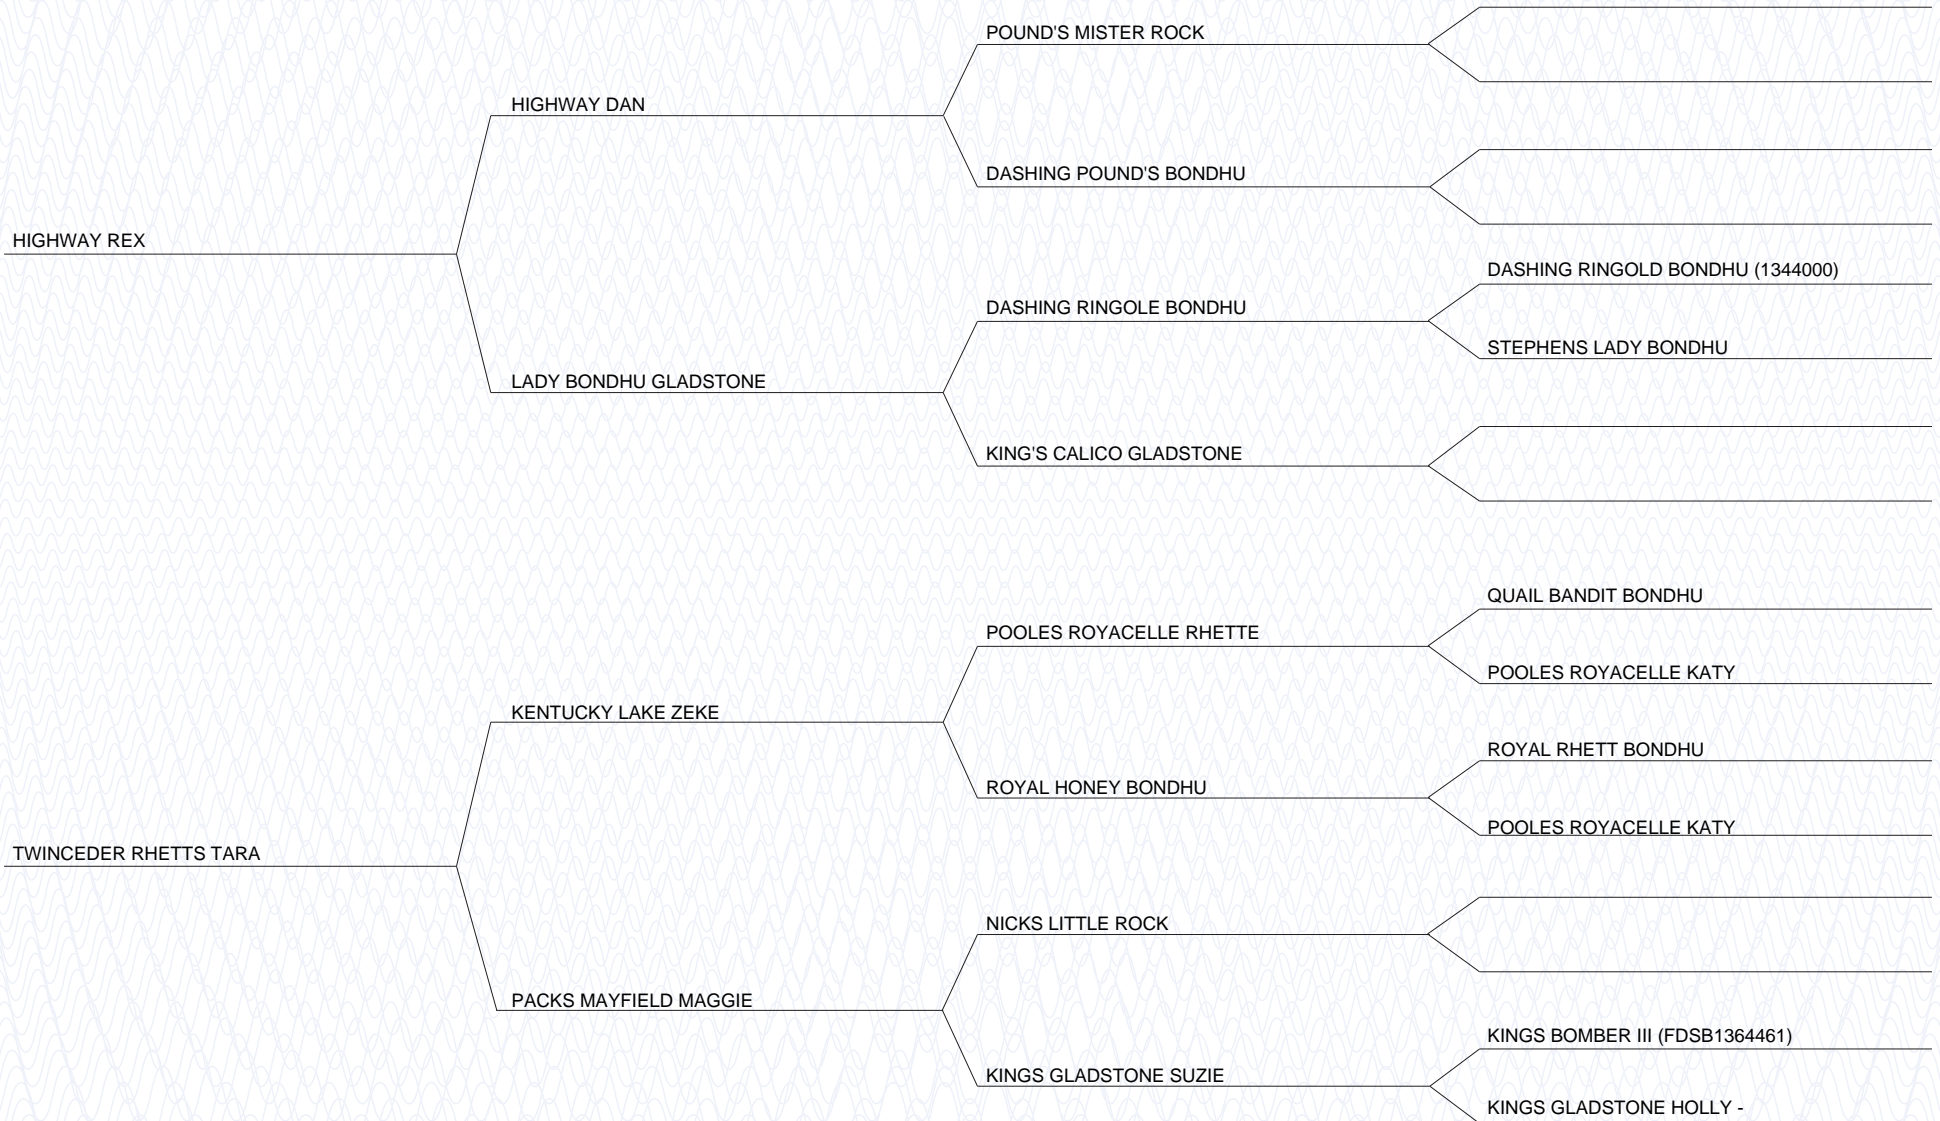 POUND'S MISTER ROCK
HIGHWAY DAN
DASHING POUND'S BONDHU
HIGHWAY REX
DASHING RINGOLD BONDHU (1344000)
DASHING RINGOLE BONDHU
STEPHENS LADY BONDHU
LADY BONDHU GLADSTONE
KING'S CALICO GLADSTONE
QUAIL BANDIT BONDHU
POOLES ROYACELLE RHETTE
POOLES ROYACELLE KATY
KENTUCKY LAKE ZEKE
ROYAL RHETT BONDHU
ROYAL HONEY BONDHU
POOLES ROYACELLE KATY
TWINCEDER RHETTS TARA
NICKS LITTLE ROCK
PACKS MAYFIELD MAGGIE
KINGS BOMBER III (FDSB1364461)
KINGS GLADSTONE SUZIE
KINGS GLADSTONE HOLLY -